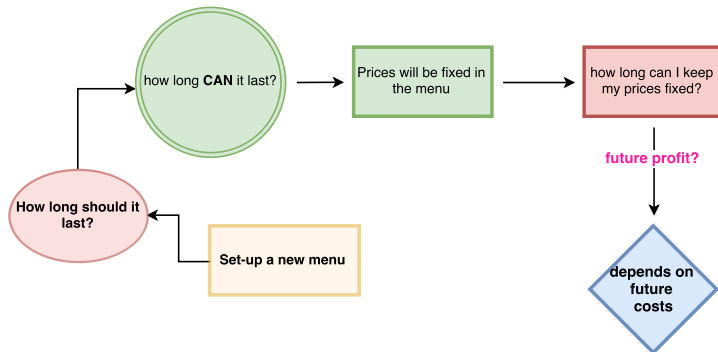 how long CAN it last?
Prices will be fixed in
the menu
how long can I keep
my prices fixed?
future profit?
How long should it
last?
Set-up a new menu
depends on
future
costs